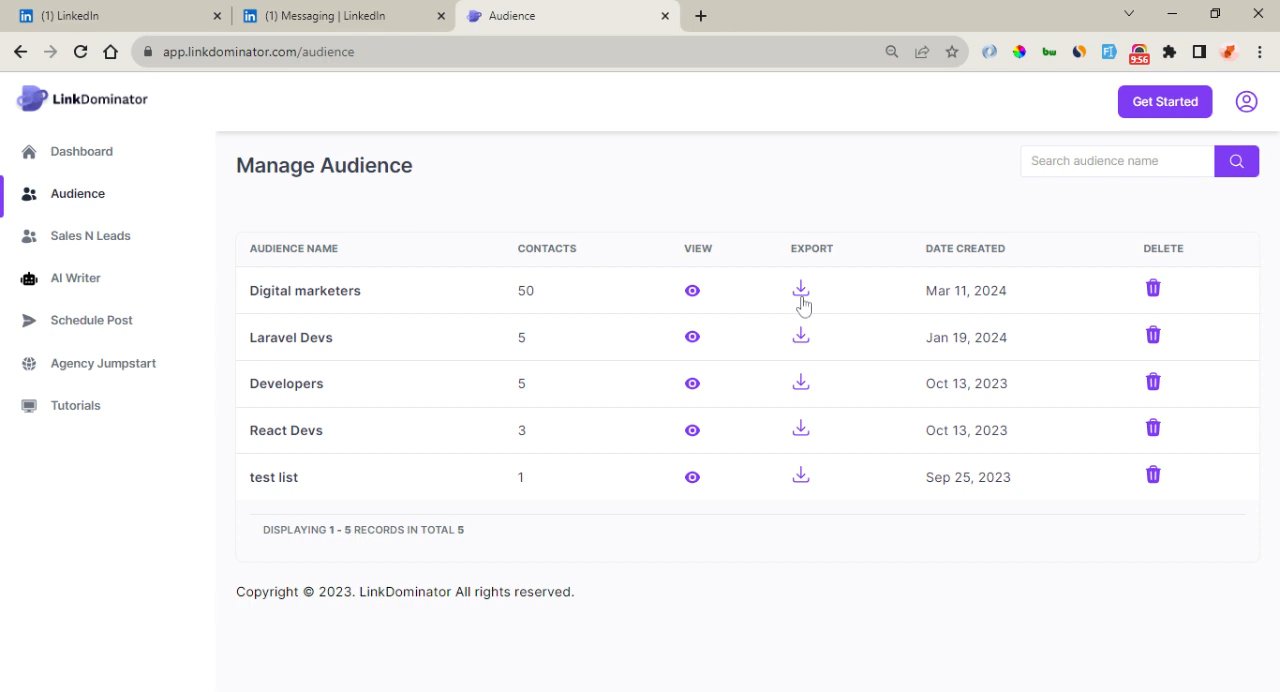 (1) LinkedIn
(1) Messaging | LinkedIn
Audience
app.linkdominator.com/audience
9:56
LinkDominator
Get Started
Dashboard
Audience
Sales N Leads
AI Writer
Schedule Post
Agency Jumpstart
Tutorials
Manage Audience
Search audience name
AUDIENCE NAME CONTACTS VIEW EXPORT DATE CREATED DELETE
Digital marketers 50 Mar 11, 2024
Laravel Devs 5 Jan 19, 2024
Developers 5 Oct 13, 2023
React Devs 3 Oct 13, 2023
test list 1 Sep 25, 2023
DISPLAYING 1 - 5 RECORDS IN TOTAL 5
Copyright © 2023. LinkDominator All rights reserved.